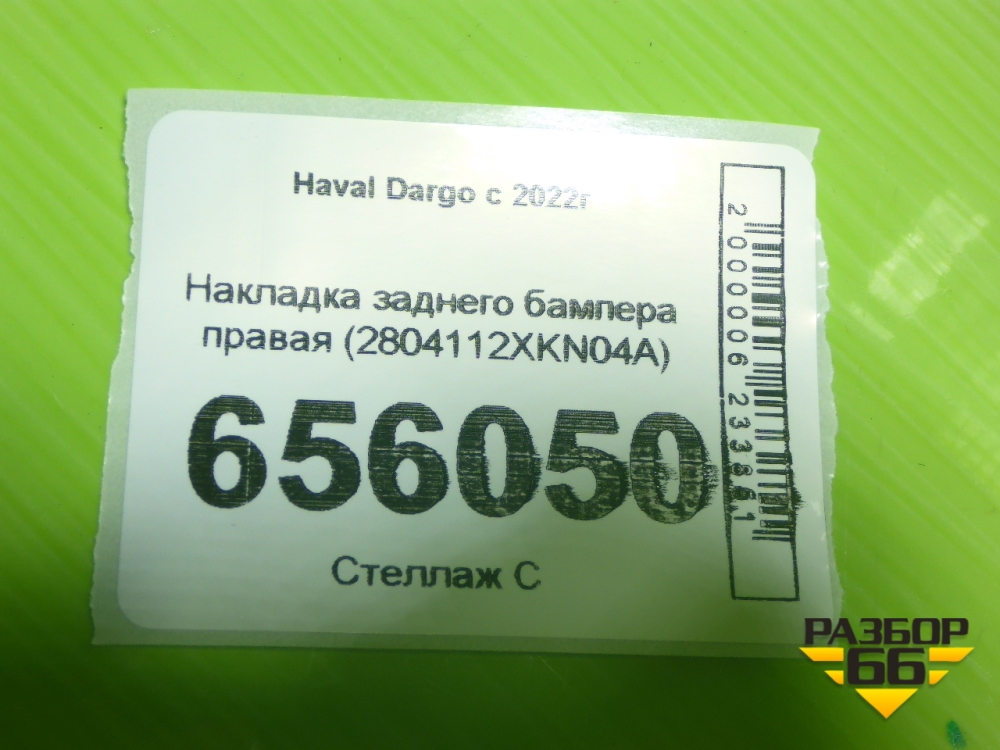 Haval Dargo с 2022г
Накладка заднего бампера
правая (2804112XKN04A)
656050
Стеллаж С
2000006233861
РАЗБОР
66